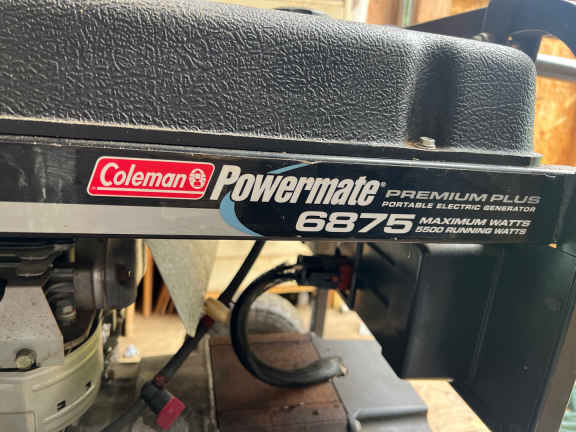 Coleman Powermate® PREMIUM PLUS
PORTABLE ELECTRIC GENERATOR
6875 MAXIMUM WATTS
5500 RUNNING WATTS